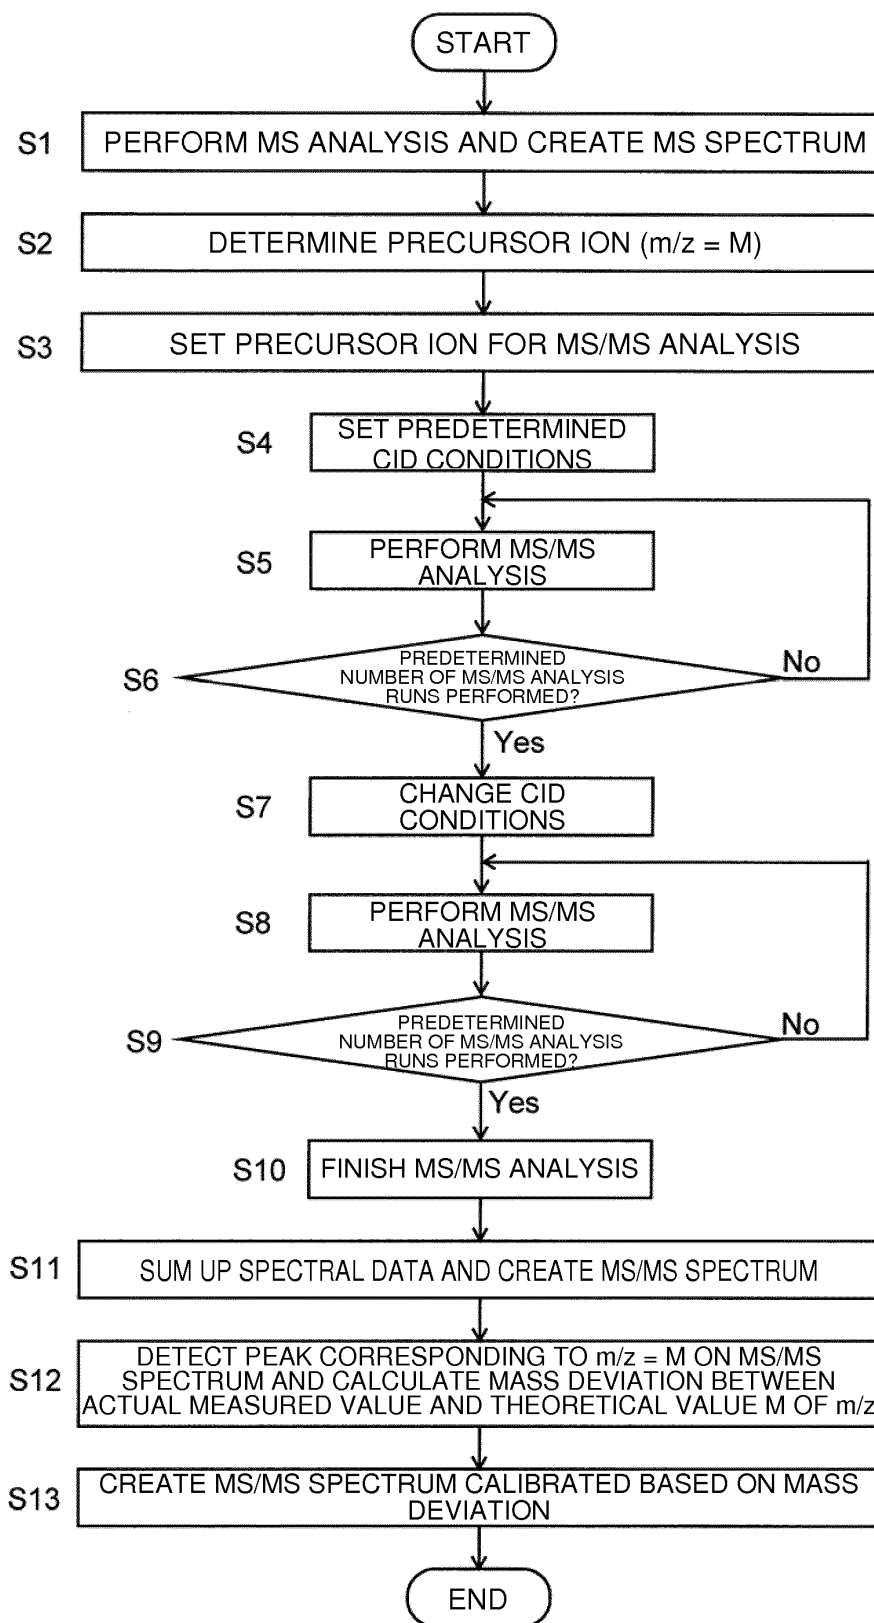 START
S1 PERFORM MS ANALYSIS AND CREATE MS SPECTRUM
S2 DETERMINE PRECURSOR ION (m/z = M)
S3 SET PRECURSOR ION FOR MS/MS ANALYSIS
S4 SET PREDETERMINED
CID CONDITIONS
S5 PERFORM MS/MS
ANALYSIS
S6 PREDETERMINED
NUMBER OF MS/MS ANALYSIS
RUNS PERFORMED?
No
Yes
S7 CHANGE CID
CONDITIONS
S8 PERFORM MS/MS
ANALYSIS
S9 PREDETERMINED
NUMBER OF MS/MS ANALYSIS
RUNS PERFORMED?
No
Yes
S10 FINISH MS/MS ANALYSIS
S11 SUM UP SPECTRAL DATA AND CREATE MS/MS SPECTRUM
S12 DETECT PEAK CORRESPONDING TO m/z = M ON MS/MS
SPECTRUM AND CALCULATE MASS DEVIATION BETWEEN
ACTUAL MEASURED VALUE AND THEORETICAL VALUE M OF m/z
S13 CREATE MS/MS SPECTRUM CALIBRATED BASED ON MASS
DEVIATION
END